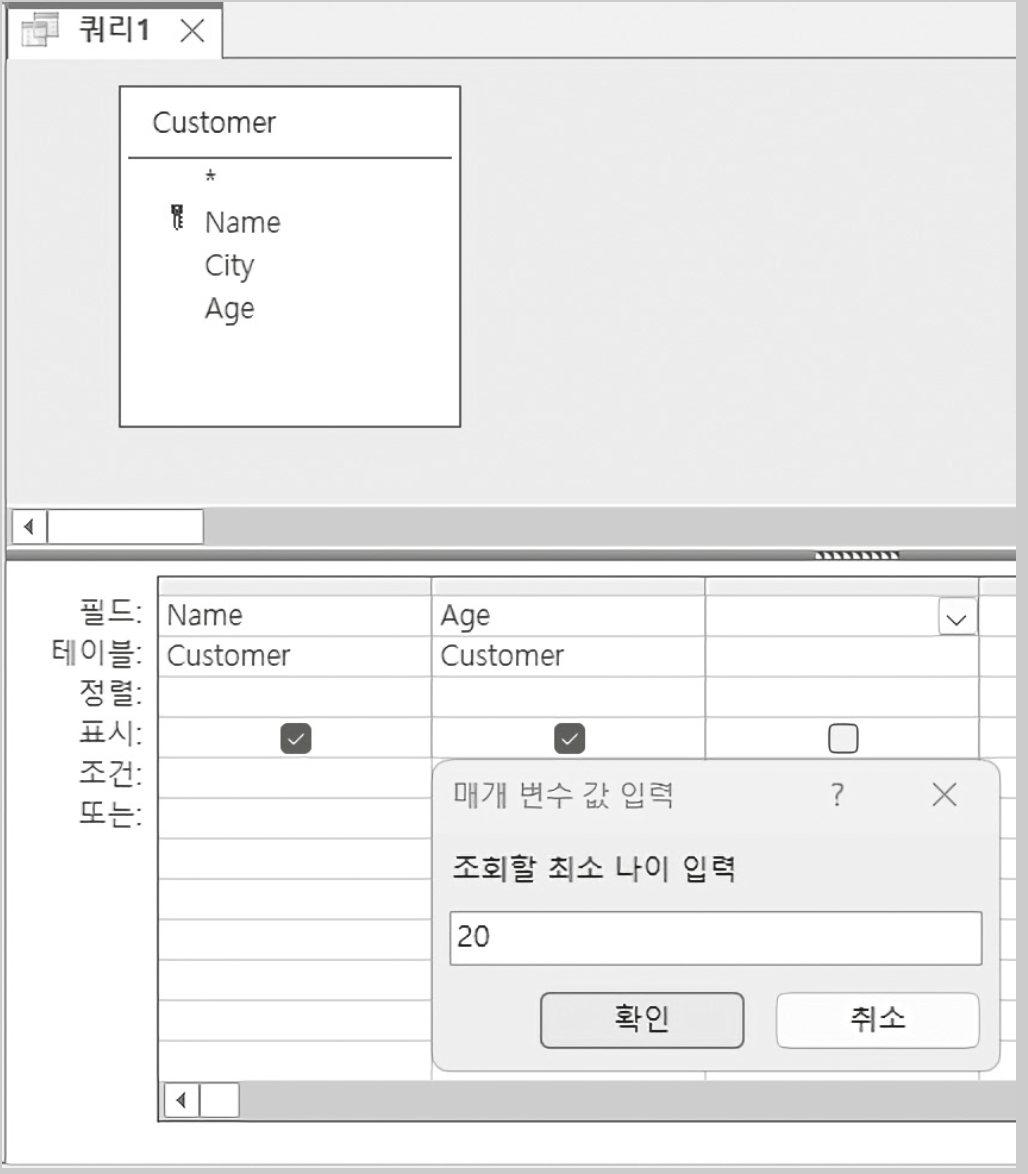 쿼리1
Customer
*
Name
City
Age
필드: Name Age
테이블: Customer Customer
정렬:
표시:
조건:
또는:
매개 변수 값 입력 ?
조회할 최소 나이 입력
20
확인 취소